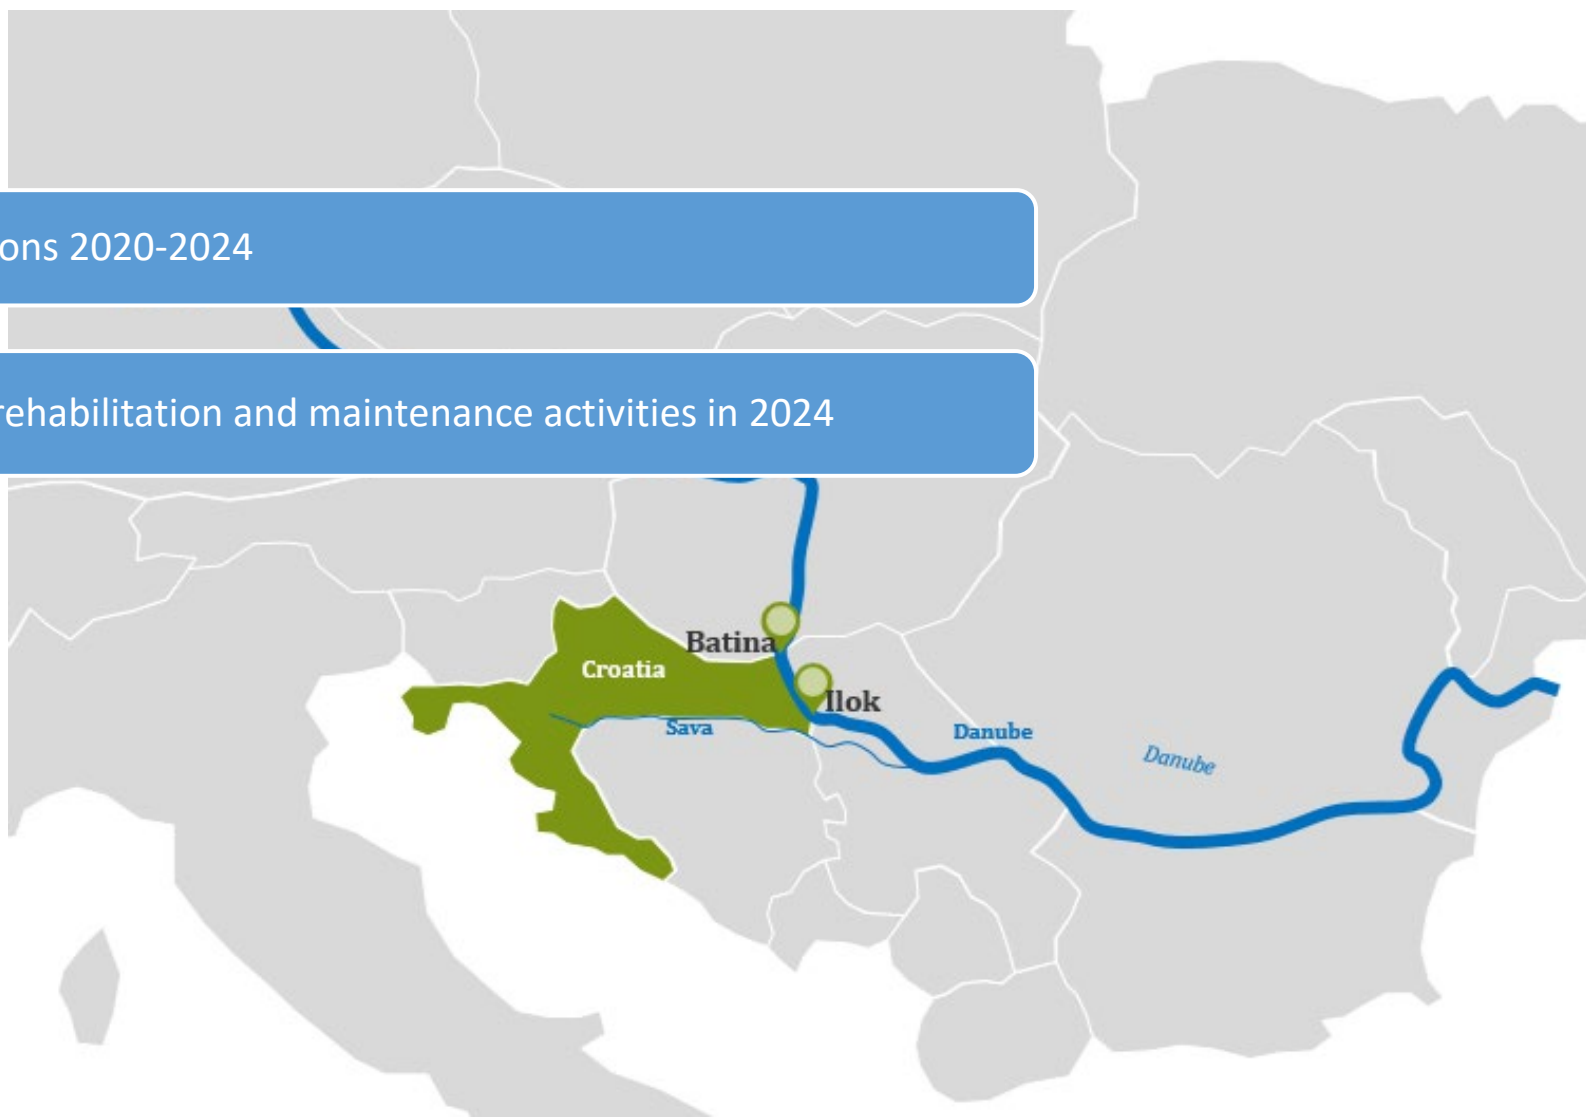 ons 2020-2024
rehabilitation and maintenance activities in 2024
Batina
Croatia
Ilok
Sava
Danube
Danube